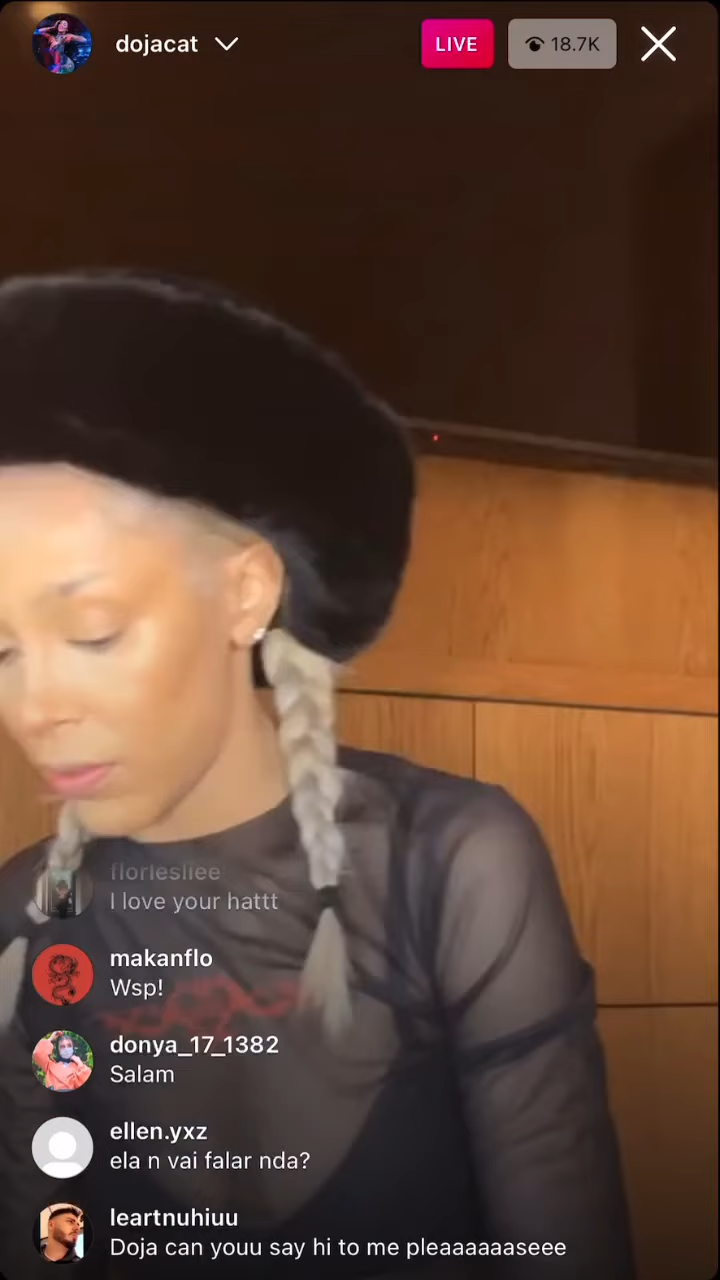 dojacat
LIVE
18.7K
florlesliee
I love your hattt
makanflo
Wsp!
donya_17_1382
Salam
ellen.yxz
ela n vai falar nda?
leartnuhiuu
Doja can youu say hi to me pleaaaaaaseee